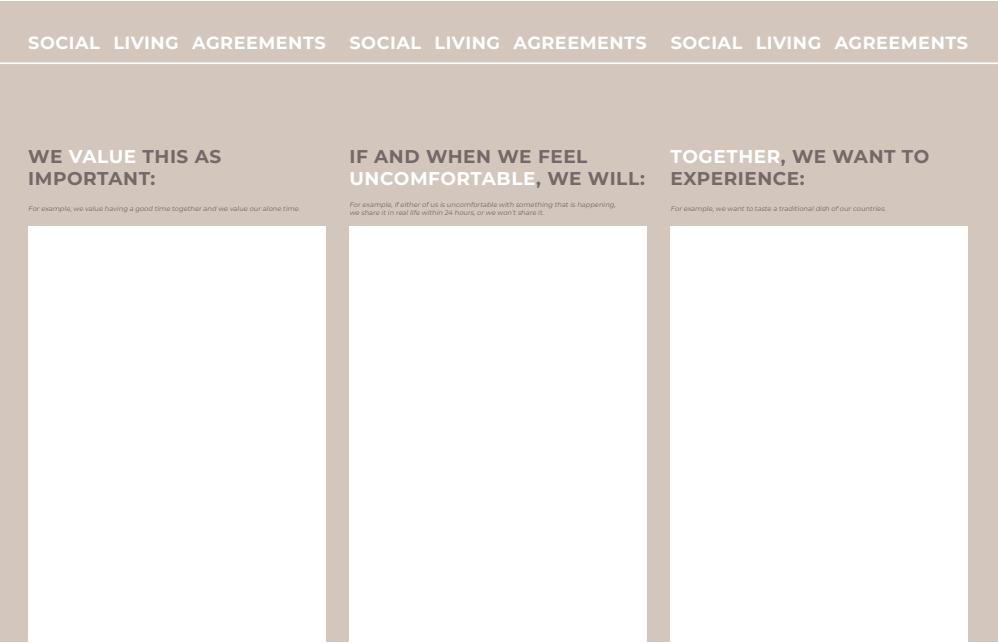 SOCIAL LIVING AGREEMENTS SOCIAL LIVING AGREEMENTS SOCIAL LIVING AGREEMENTS
WE VALUE THIS AS
IMPORTANT:
For example, we value having a good time together and we value our alone time.
IF AND WHEN WE FEEL
UNCOMFORTABLE, WE WILL:
For example, if either of us is uncomfortable with something that is happening,
we share it in real life within 24 hours, or we won't share it.
TOGETHER, WE WANT TO
EXPERIENCE:
For example, we want to taste a traditional dish of our countries.